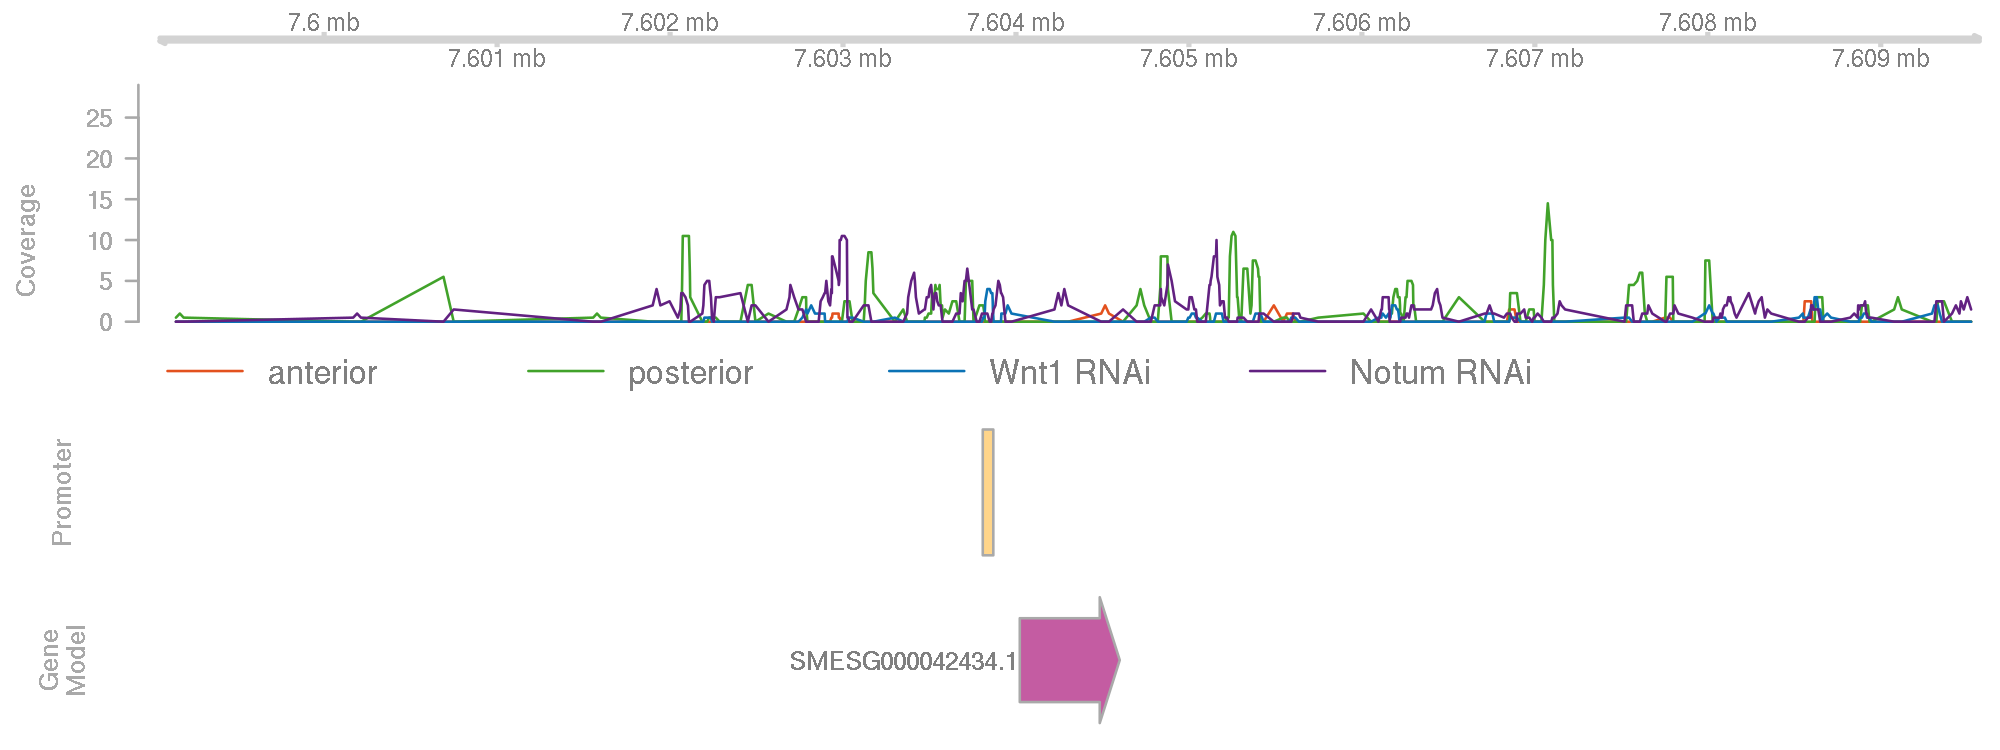 7.6 mb 7.602 mb 7.604 mb 7.606 mb 7.608 mb
7.601 mb 7.603 mb 7.605 mb 7.607 mb 7.609 mb
Coverage
25
20
15
10
5
0
anterior posterior Wnt1 RNAi Notum RNAi
Promoter
Gene
Model
SMESG000042434.1